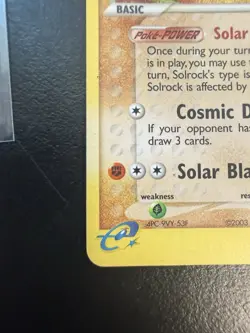 BASIC
Poké-POWER Solar
Once during your turn
is in play, you may use t
turn, Solrock's type is
Solrock is affected by
Cosmic D
If your opponent ha
draw 3 cards.
Solar Bla
weakness
res
4PC-9VY-53F
©2003
e